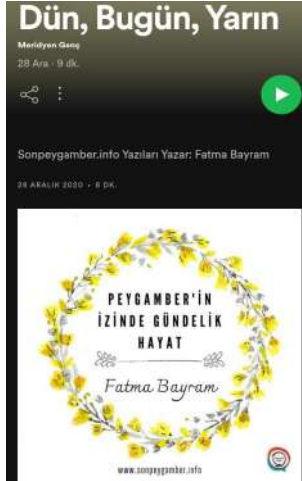 Dün, Bugün, Yarın
Meridyen Genç
28 Ara · 9 dk.
Sonpeygamber.info Yazıları Yazar: Fatma Bayram
28 ARALIK 2020 • 8 DK.
PEYGAMBER'İN
İZİNDE GÜNDELİK
HAYAT
Fatma Bayram
www.sonpeygamber.info